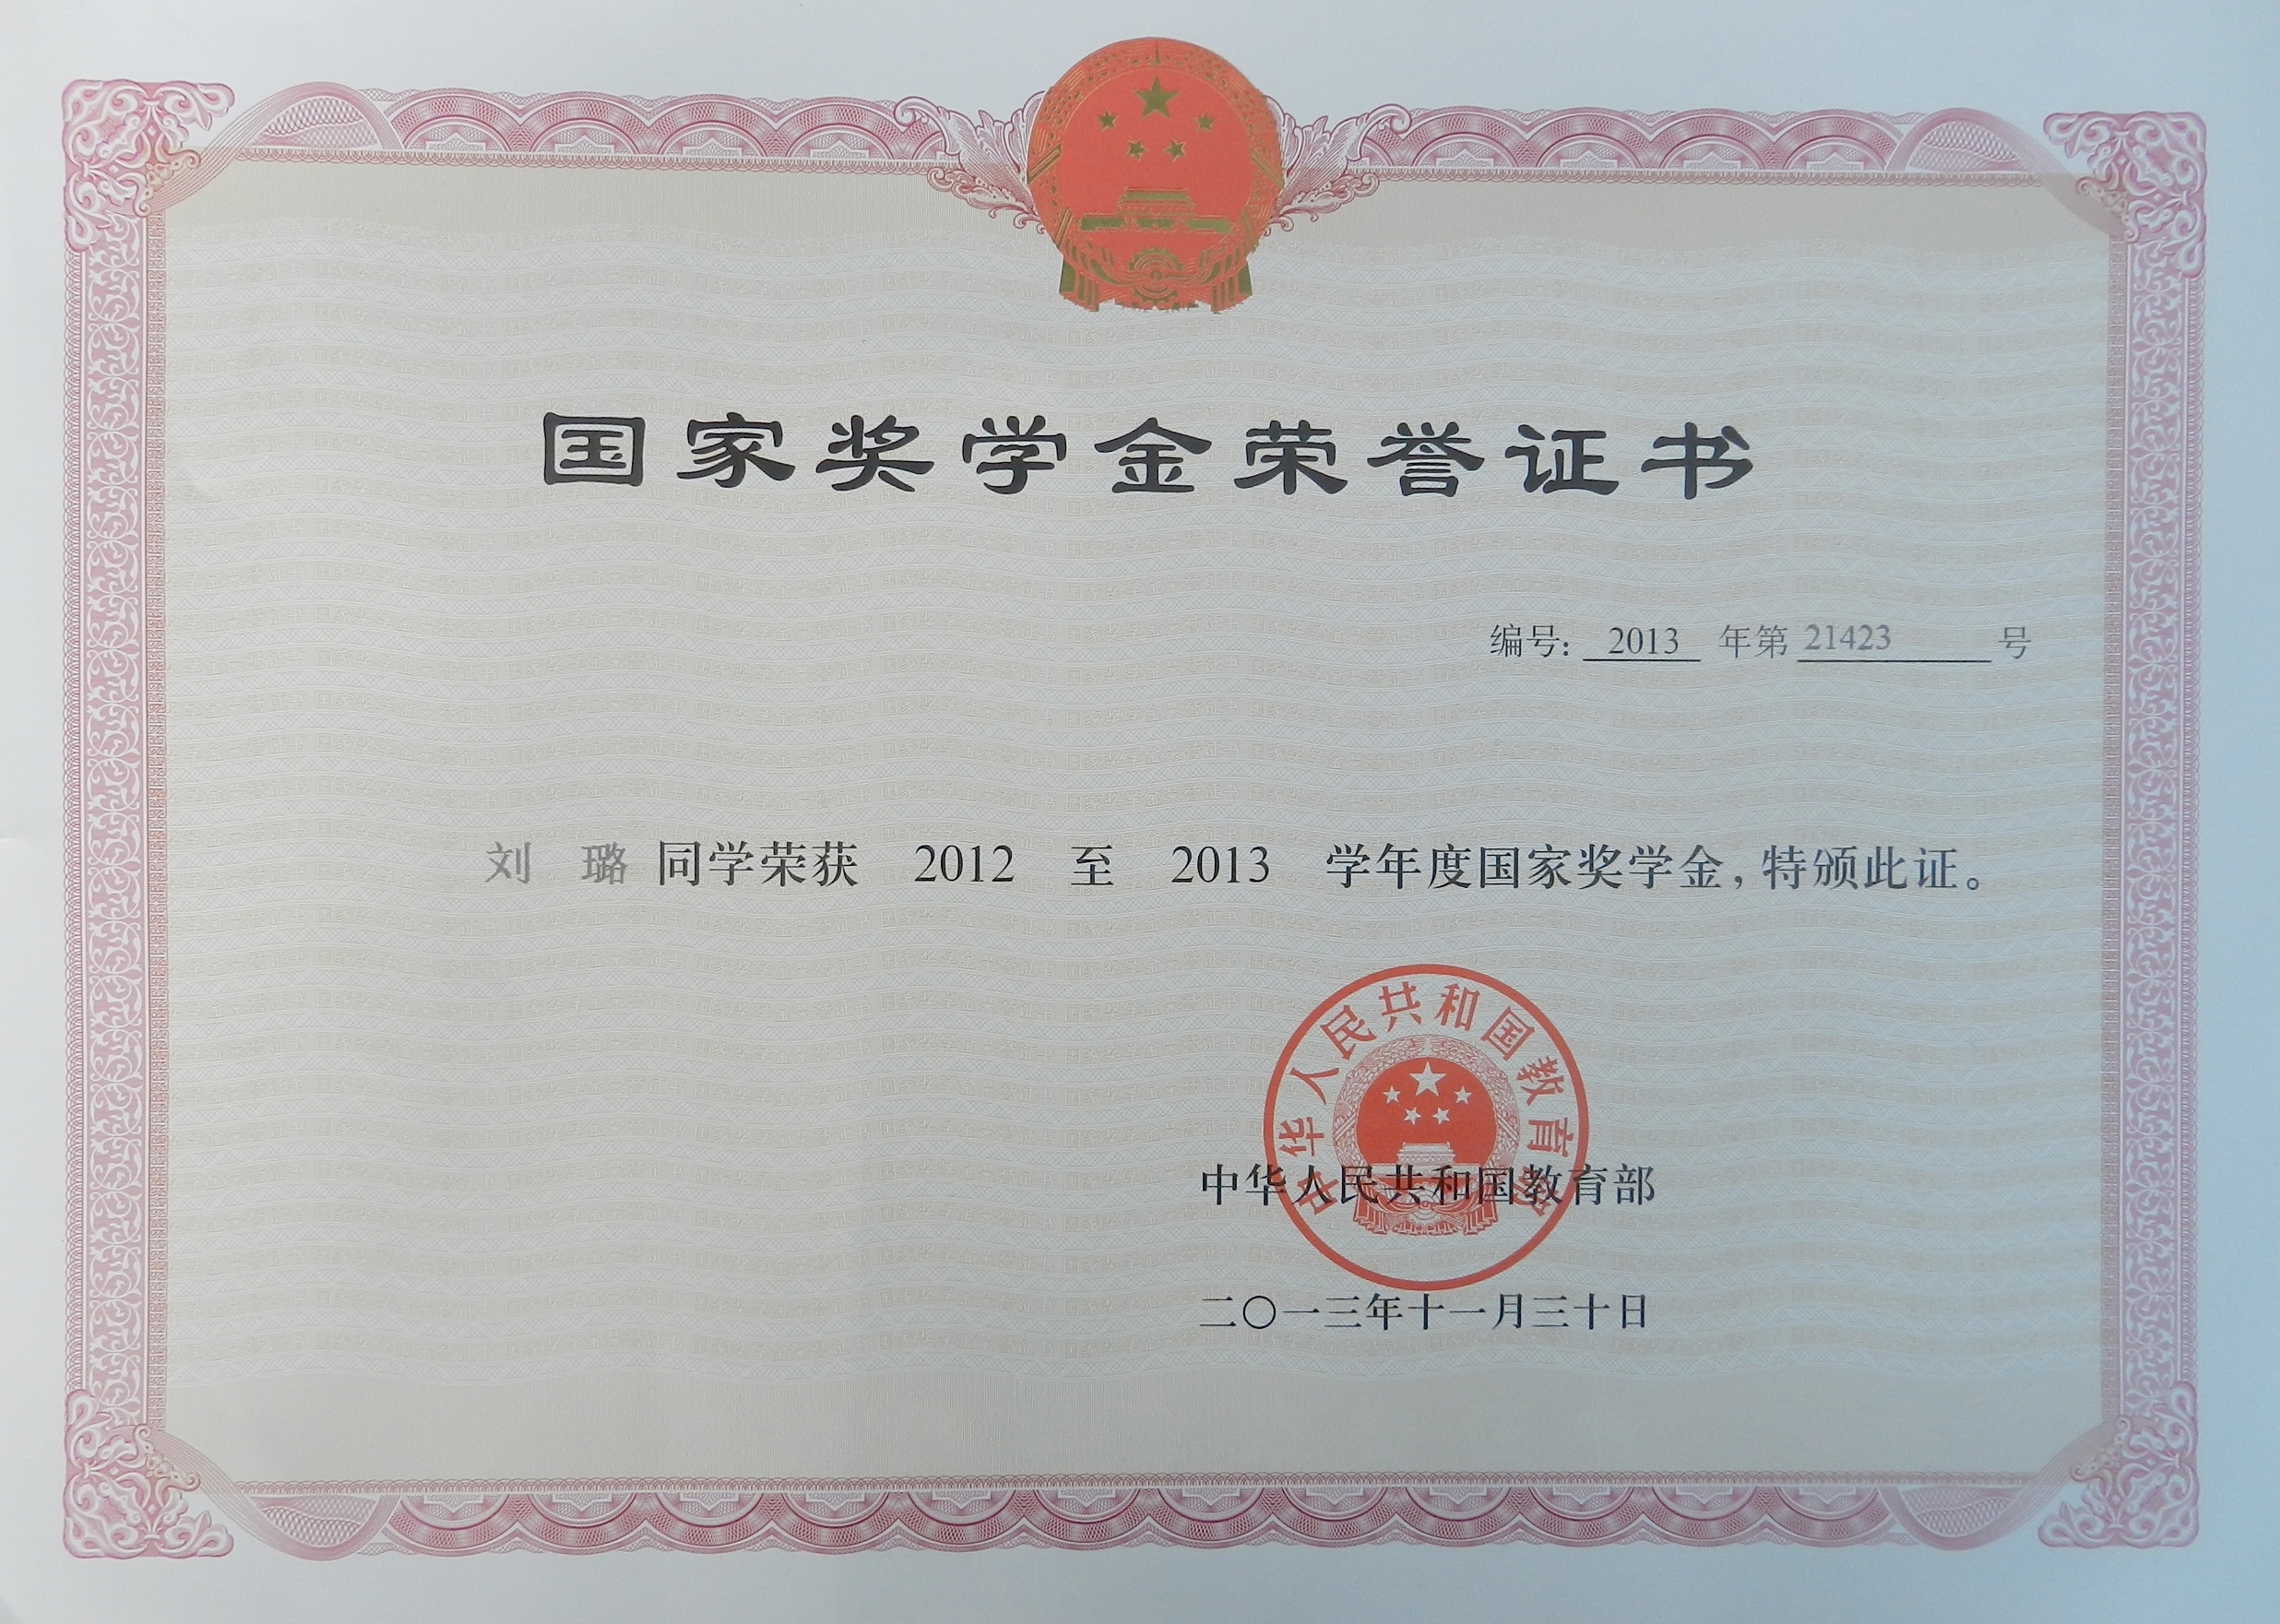 国家奖学金荣誉证书
编号: 2013 年第 21423 号
刘 璐 同学荣获 2012 至 2013 学年度国家奖学金,特颁此证。
中华人民共和国教育部
中华人民共和国教育部
二〇一三年十一月三十日